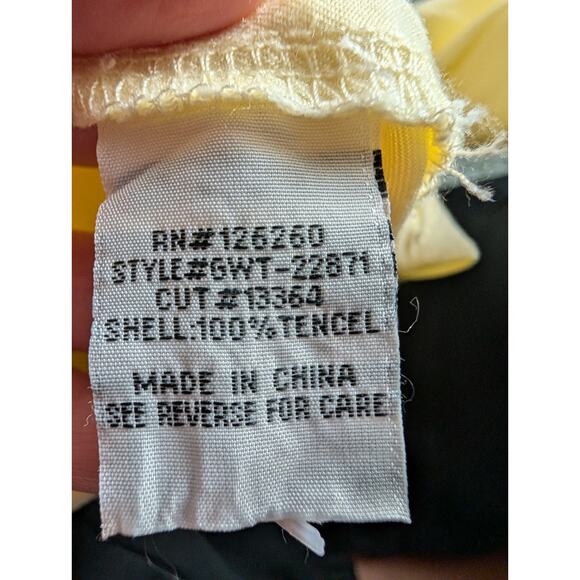 RN#126260
STYLE#GWT-22871
CUT#13364
SHELL:100%TENCEL
MADE IN CHINA
SEE REVERSE FOR CARE